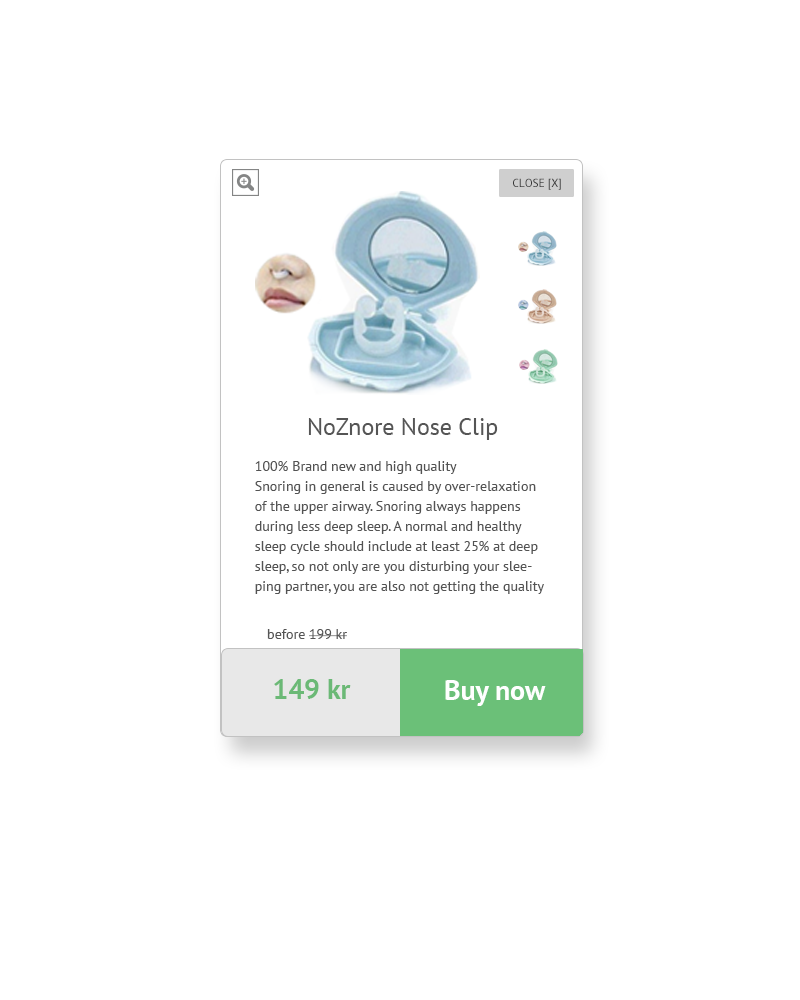 CLOSE [X]
NoZnore Nose Clip
100% Brand new and high quality
Snoring in general is caused by over-relaxation
of the upper airway. Snoring always happens
during less deep sleep. A normal and healthy
sleep cycle should include at least 25% at deep
sleep, so not only are you disturbing your slee-
ping partner, you are also not getting the quality
before 199 kr
149 kr
Buy now